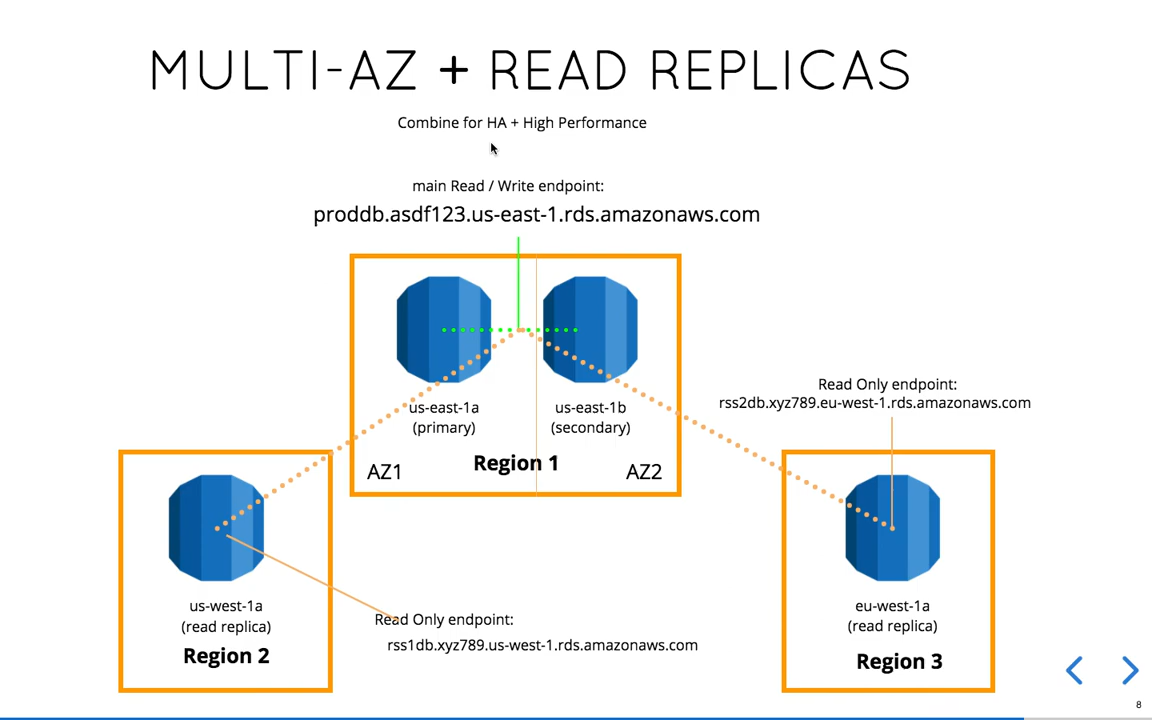 MULTI-AZ + READ REPLICAS
Combine for HA + High Performance
main Read / Write endpoint:
proddb.asdf123.us-east-1.rds.amazonaws.com
us-east-1a
(primary)
us-east-1b
(secondary)
AZ1
Region 1
AZ2
Read Only endpoint:
rss2db.xyz789.eu-west-1.rds.amazonaws.com
us-west-1a
(read replica)
Region 2
Read Only endpoint:
rss1db.xyz789.us-west-1.rds.amazonaws.com
eu-west-1a
(read replica)
Region 3
8